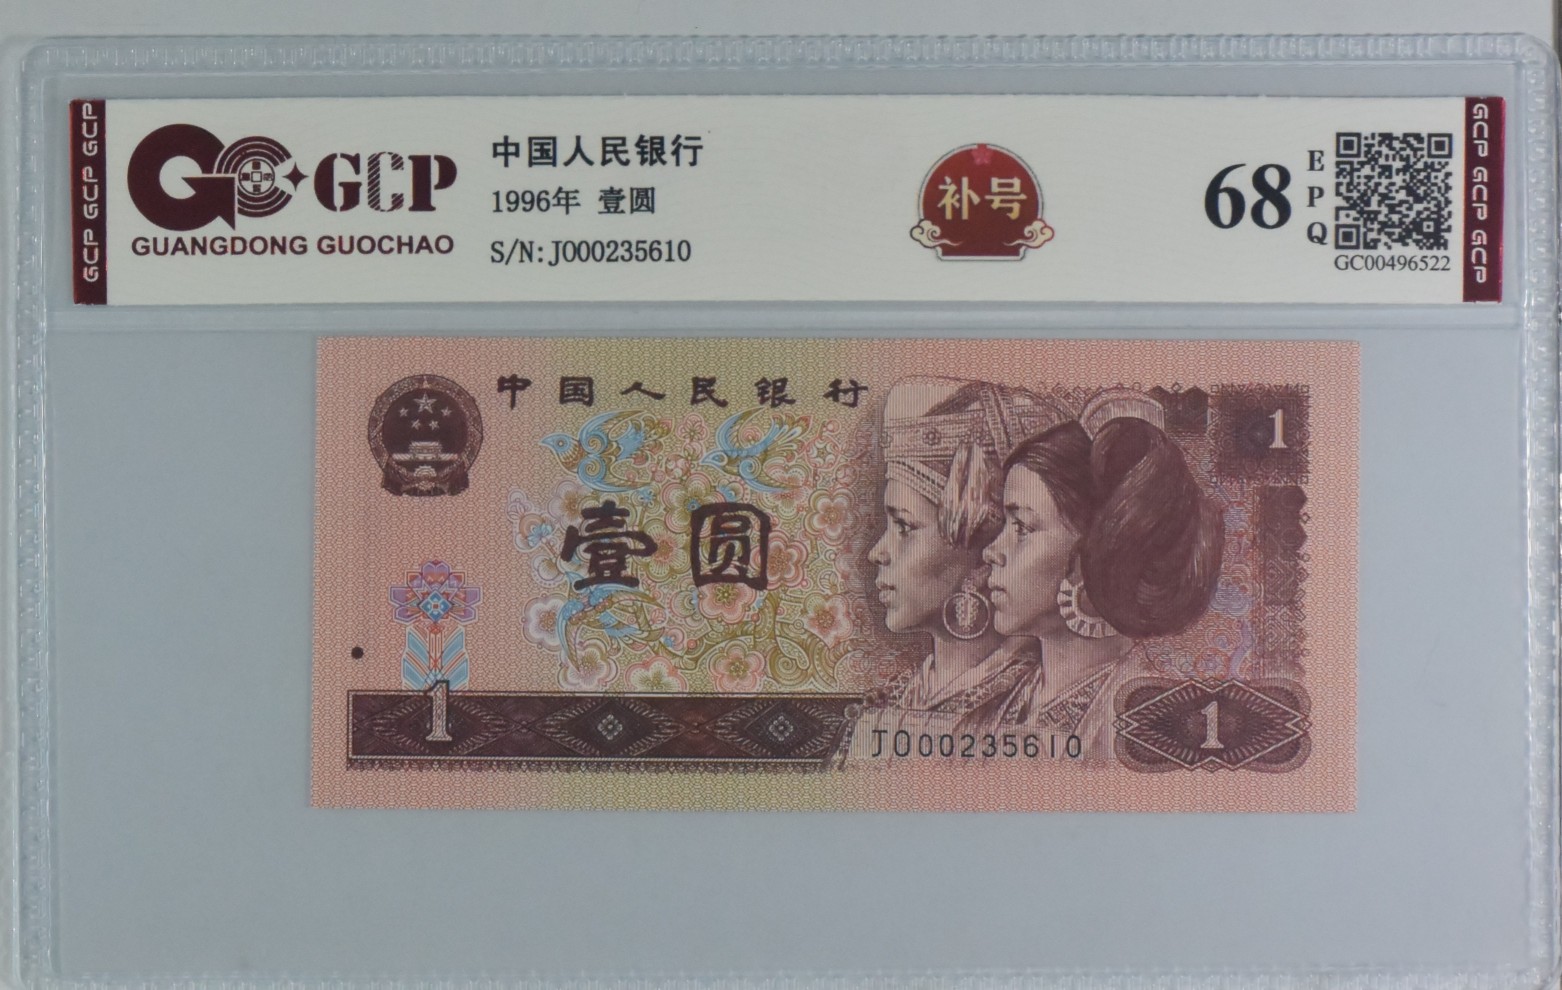 GCP GCP GCP
GCP
GUANGDONG GUOCHAO
中国人民银行
1996年 壹圆
S/N:J000235610
补号
68
EPQ
GC00496522
GCP GCP GCP
中国人民银行
1
壹圆
1
J000235610
1